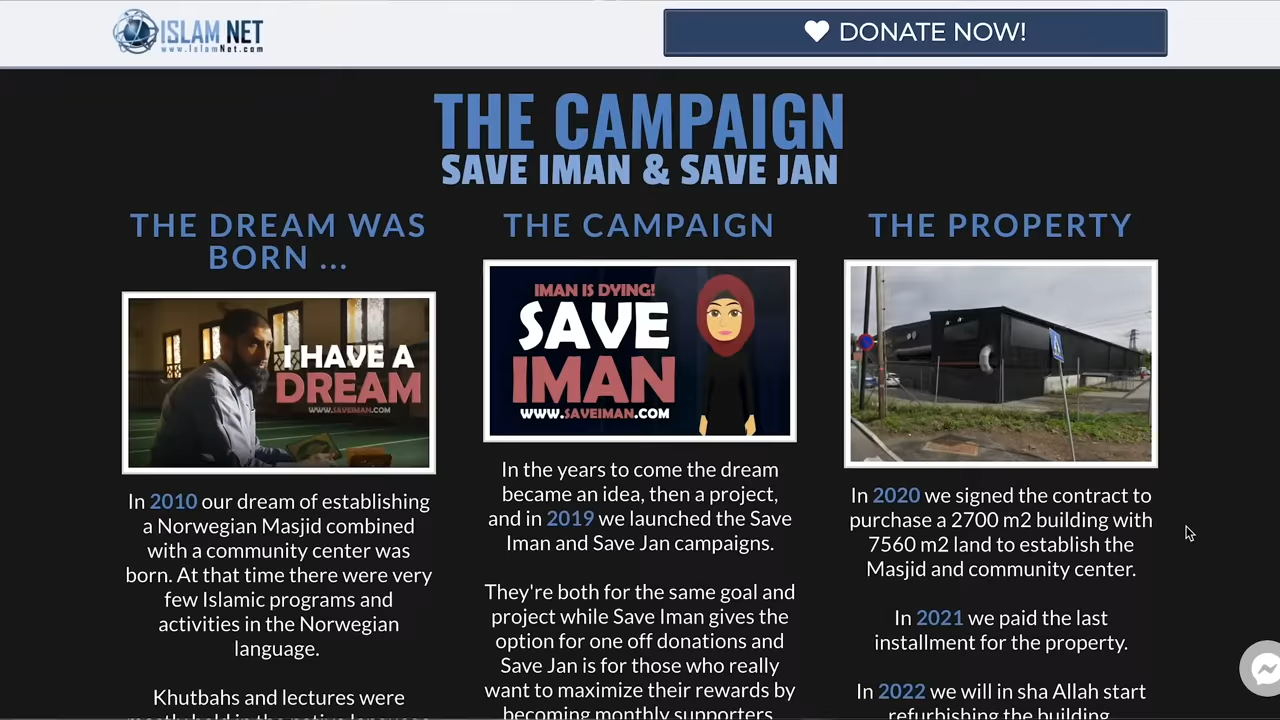 ISLAM NET
www.IslamNet.com
DONATE NOW!
THE CAMPAIGN
SAVE IMAN & SAVE JAN
THE DREAM WAS
BORN ...
I HAVE A
DREAM
WWW.SAVEIMAN.COM
In 2010 our dream of establishing
a Norwegian Masjid combined
with a community center was
born. At that time there were very
few Islamic programs and
activities in the Norwegian
language.
Khutbahs and lectures were
mostly held in the native language
THE CAMPAIGN
IMAN IS DYING!
SAVE
IMAN
WWW.SAVEIMAN.COM
In the years to come the dream
became an idea, then a project,
and in 2019 we launched the Save
Iman and Save Jan campaigns.
They're both for the same goal and
project while Save Iman gives the
option for one off donations and
Save Jan is for those who really
want to maximize their rewards by
becoming monthly supporters
THE PROPERTY
In 2020 we signed the contract to
purchase a 2700 m2 building with
7560 m2 land to establish the
Masjid and community center.
In 2021 we paid the last
installment for the property.
In 2022 we will in sha Allah start
refurbishing the building